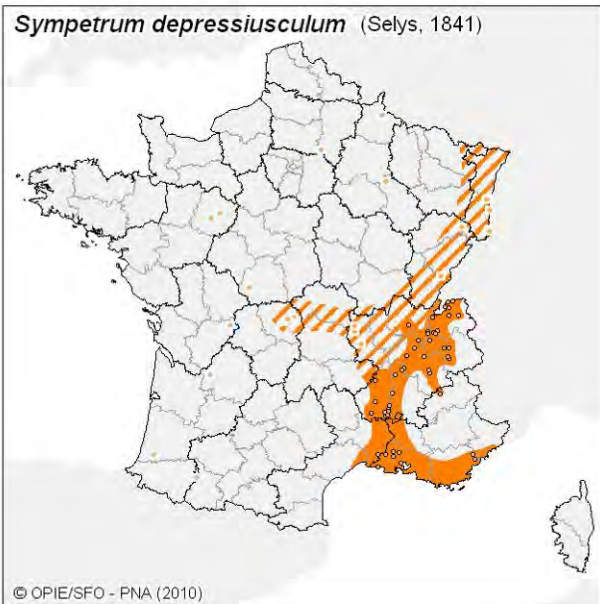 Sympetrum depressiusculum (Selys, 1841)
© OPIE/SFO - PNA (2010)